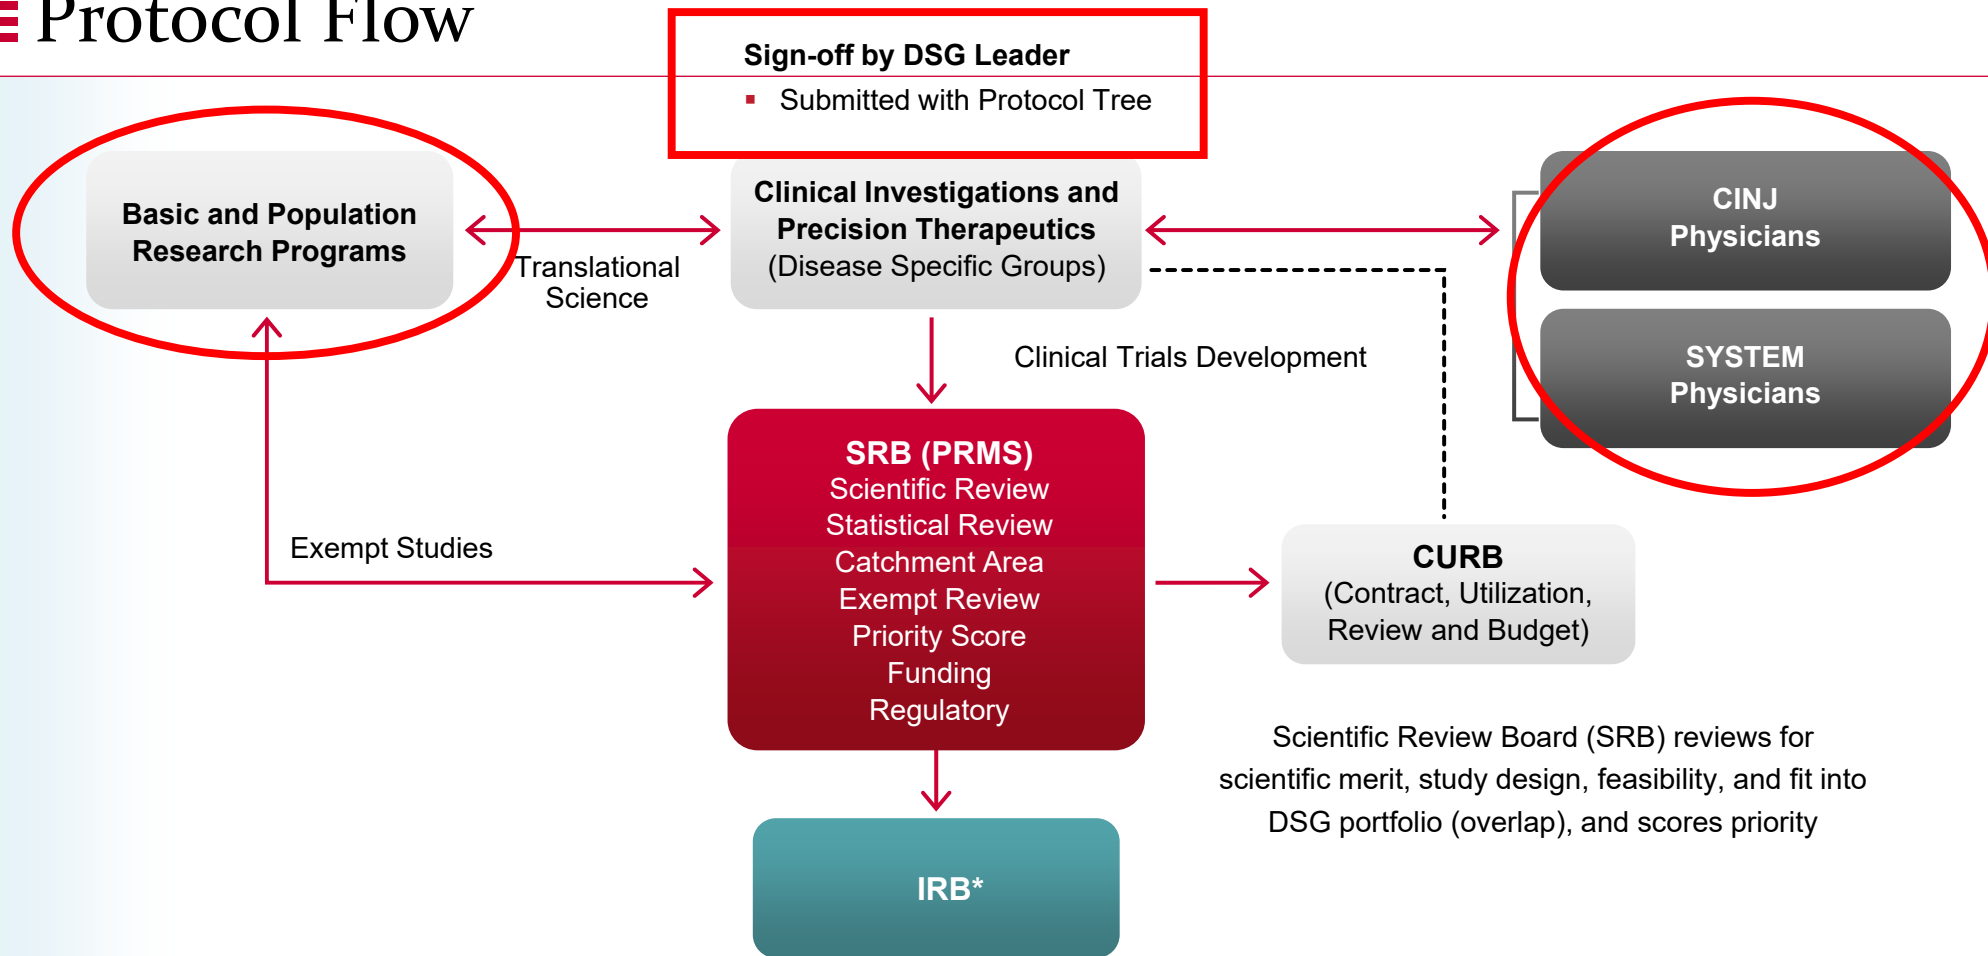 Protocol Flow
Sign-off by DSG Leader
▪ Submitted with Protocol Tree
Basic and Population
Research Programs
Translational
Science
Clinical Investigations and
Precision Therapeutics
(Disease Specific Groups)
CINJ
Physicians
SYSTEM
Physicians
Clinical Trials Development
Exempt Studies
SRB (PRMS)
Scientific Review
Statistical Review
Catchment Area
Exempt Review
Priority Score
Funding
Regulatory
CURB
(Contract, Utilization,
Review and Budget)
Scientific Review Board (SRB) reviews for
scientific merit, study design, feasibility, and fit into
DSG portfolio (overlap), and scores priority
IRB*